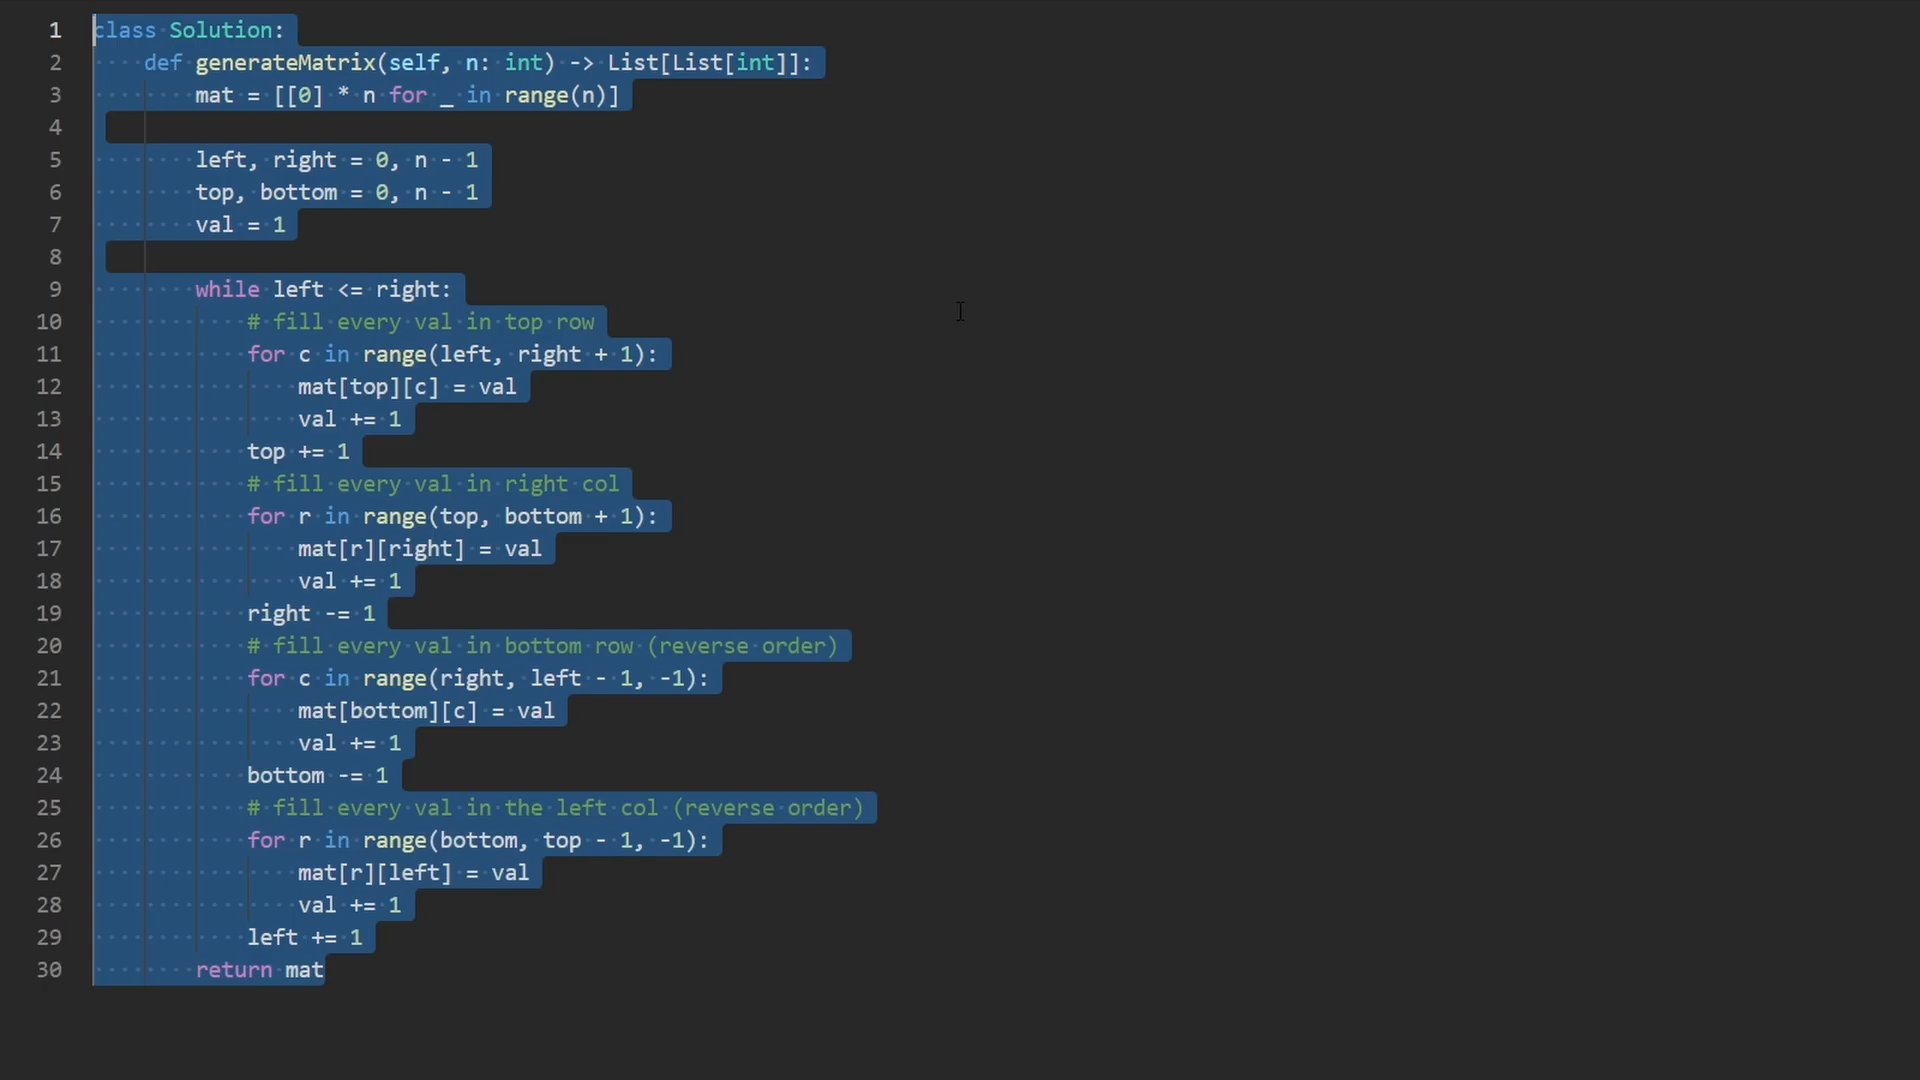 1 class Solution:
2     def generateMatrix(self, n: int) -> List[List[int]]:
3         mat = [[0] * n for _ in range(n)]
4
5         left, right = 0, n - 1
6         top, bottom = 0, n - 1
7         val = 1
8
9         while left <= right:
10             # fill every val in top row
11             for c in range(left, right + 1):
12                 mat[top][c] = val
13                 val += 1
14             top += 1
15             # fill every val in right col
16             for r in range(top, bottom + 1):
17                 mat[r][right] = val
18                 val += 1
19             right -= 1
20             # fill every val in bottom row (reverse order)
21             for c in range(right, left - 1, -1):
22                 mat[bottom][c] = val
23                 val += 1
24             bottom -= 1
25             # fill every val in the left col (reverse order)
26             for r in range(bottom, top - 1, -1):
27                 mat[r][left] = val
28                 val += 1
29             left += 1
30         return mat